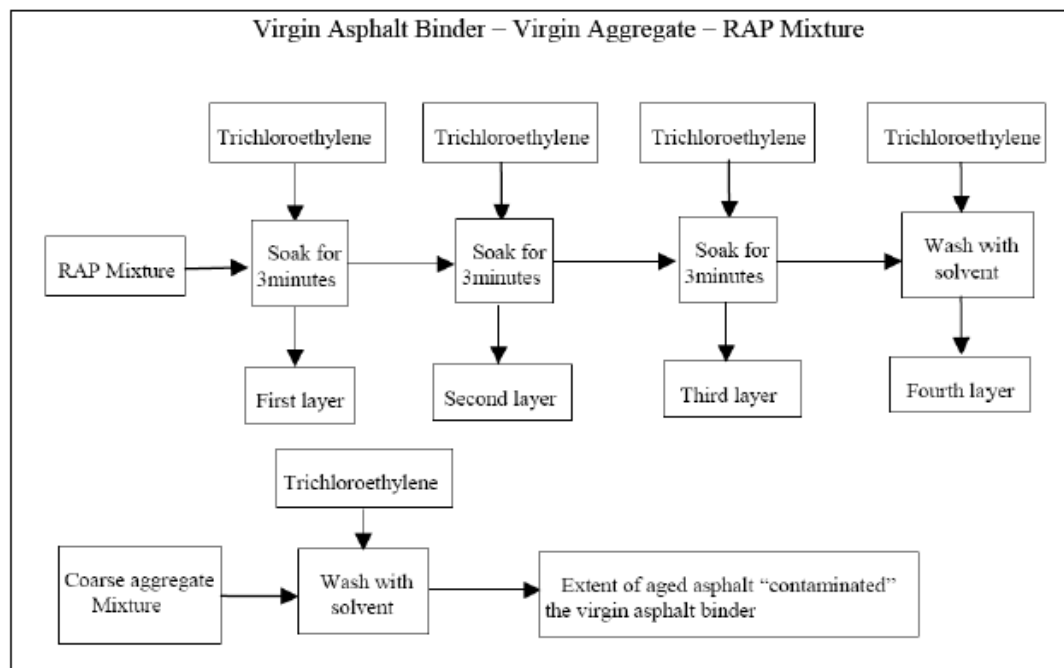 Virgin Asphalt Binder – Virgin Aggregate – RAP Mixture
Trichloroethylene
Trichloroethylene
Trichloroethylene
Trichloroethylene
RAP Mixture
Soak for
3minutes
Soak for
3minutes
Soak for
3minutes
Wash with
solvent
First layer
Second layer
Third layer
Fourth layer
Trichloroethylene
Coarse aggregate
Mixture
Wash with
solvent
Extent of aged asphalt “contaminated”
the virgin asphalt binder